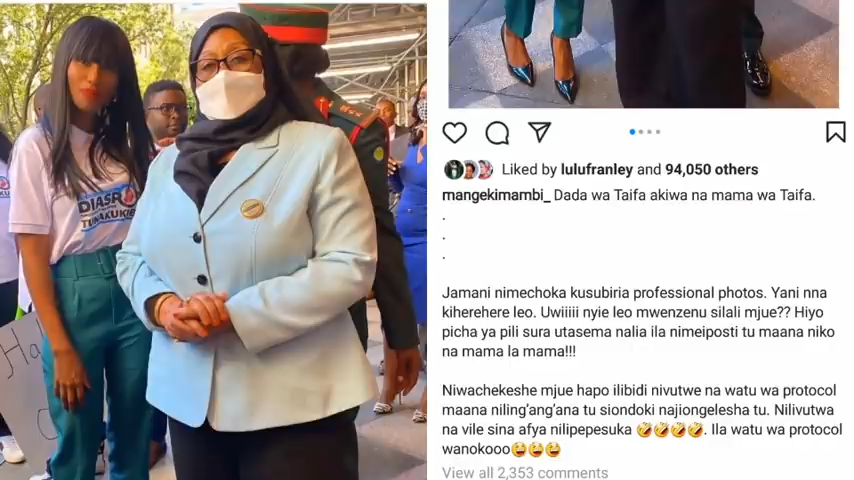 DIASP
TUNAKUKIE
Ha
Liked by lulufranley and 94,050 others
mangekimambi_ Dada wa Taifa akiwa na mama wa Taifa.
.
.
.
Jamani nimechoka kusubiria professional photos. Yani nna
kiherehere leo. Uwiiiii nyie leo mwenzenu silali mjue?? Hiyo
picha ya pili sura utasema nalia ila nimeiposti tu maana niko
na mama la mama!!!
Niwachekeshe mjue hapo ilibidi nivutwe na watu wa protocol
maana niling'ang'ana tu siondoki najiongelesha tu. Nilivutwa
na vile sina afya nilipepesuka 🤣🤣🤣🤣. Ila watu wa protocol
wanokooo😂😂😂
View all 2,353 comments